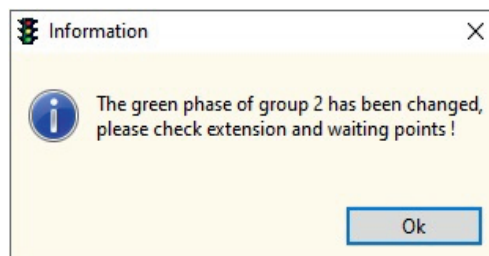 Information
The green phase of group 2 has been changed,
please check extension and waiting points !
Ok